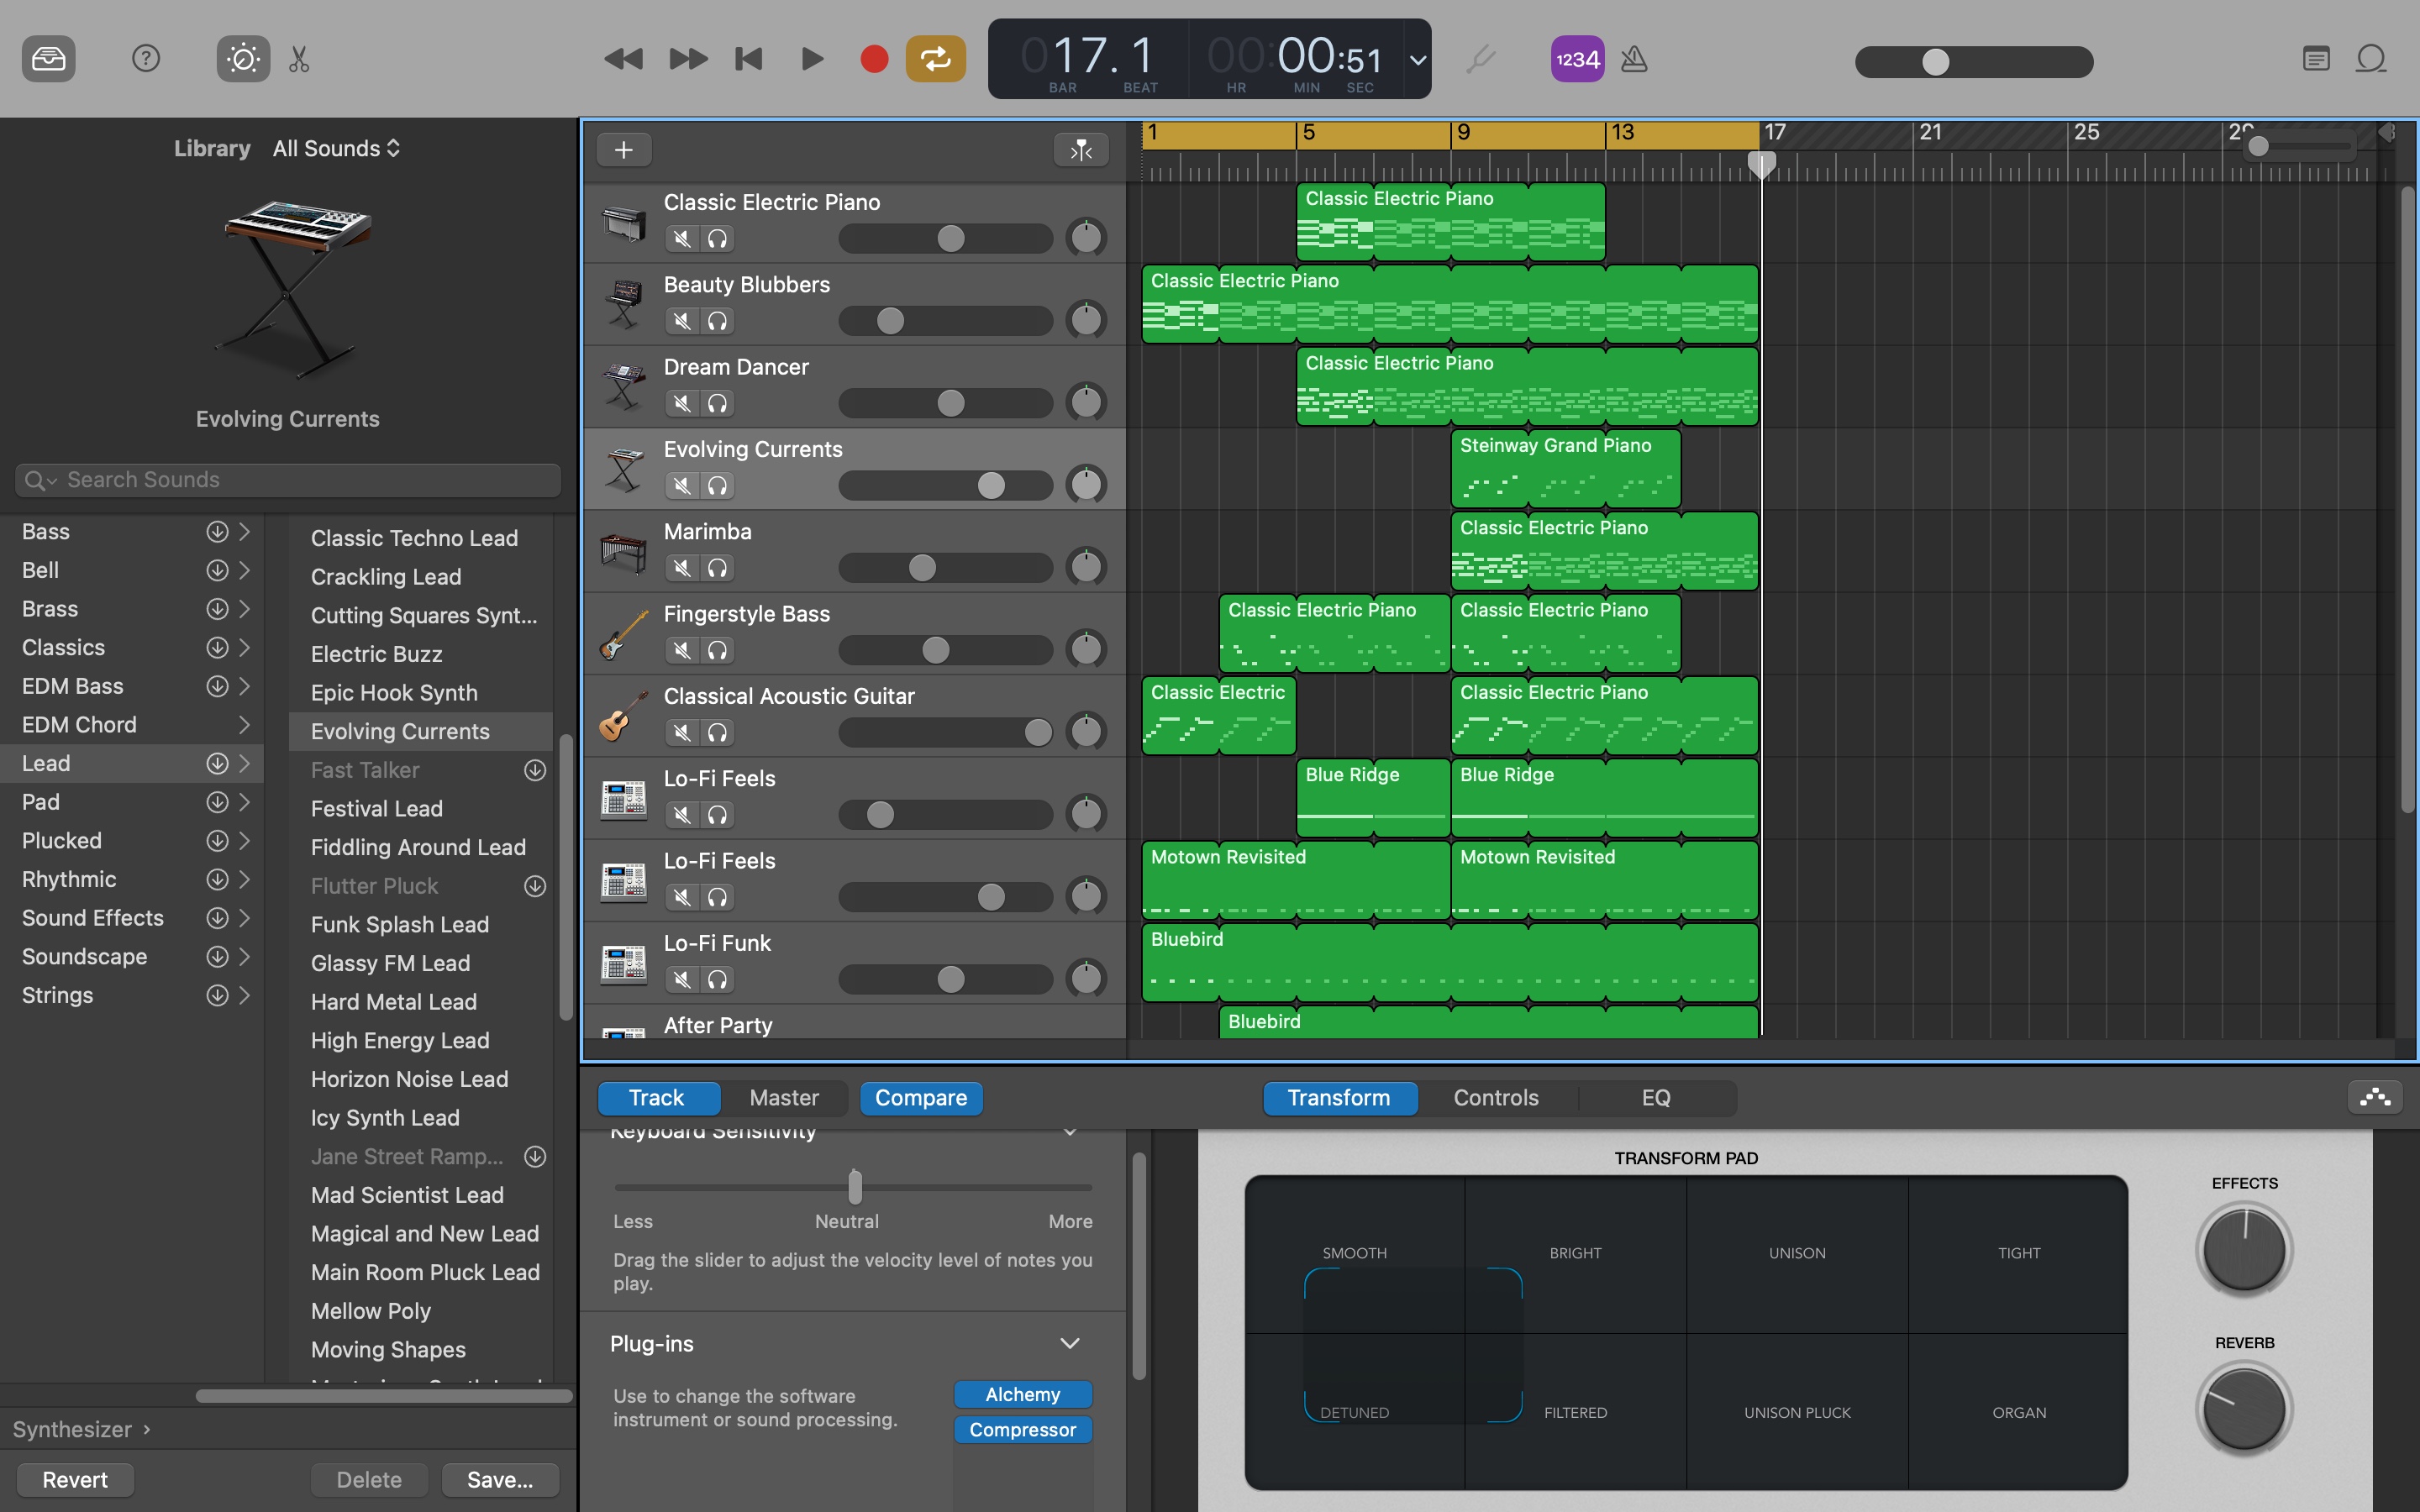 017.1
00:00:51
BAR
BEAT
HR
MIN
SEC
1234
Library
All Sounds
Evolving Currents
Search Sounds
Bass
Bell
Brass
Classics
EDM Bass
EDM Chord
Lead
Pad
Plucked
Rhythmic
Sound Effects
Soundscape
Strings
Classic Techno Lead
Crackling Lead
Cutting Squares Synt...
Electric Buzz
Epic Hook Synth
Evolving Currents
Fast Talker
Festival Lead
Fiddling Around Lead
Flutter Pluck
Funk Splash Lead
Glassy FM Lead
Hard Metal Lead
High Energy Lead
Horizon Noise Lead
Icy Synth Lead
Jane Street Ramp...
Mad Scientist Lead
Magical and New Lead
Main Room Pluck Lead
Mellow Poly
Moving Shapes
Synthesizer ›
Revert
Delete
Save...
1
5
9
13
17
21
25
Classic Electric Piano
Classic Electric Piano
Beauty Blubbers
Classic Electric Piano
Dream Dancer
Classic Electric Piano
Evolving Currents
Steinway Grand Piano
Marimba
Classic Electric Piano
Fingerstyle Bass
Classic Electric Piano
Classic Electric Piano
Classical Acoustic Guitar
Classic Electric
Classic Electric Piano
Lo-Fi Feels
Blue Ridge
Blue Ridge
Lo-Fi Feels
Motown Revisited
Motown Revisited
Lo-Fi Funk
Bluebird
After Party
Bluebird
Track
Master
Compare
Transform
Controls
EQ
Keyboard Sensitivity
Less
Neutral
More
Drag the slider to adjust the velocity level of notes you
play.
Plug-ins
Use to change the software
instrument or sound processing.
Alchemy
Compressor
TRANSFORM PAD
SMOOTH
BRIGHT
UNISON
TIGHT
DETUNED
FILTERED
UNISON PLUCK
ORGAN
EFFECTS
REVERB